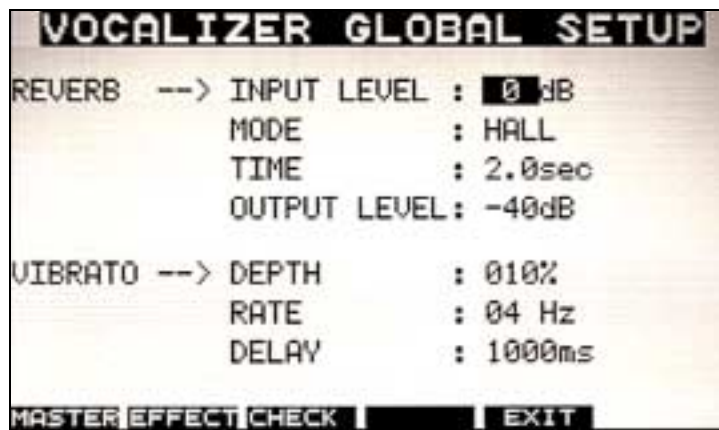 VOCALIZER GLOBAL SETUP
REVERB --> INPUT LEVEL : 0 dB
MODE : HALL
TIME : 2.0sec
OUTPUT LEVEL: -40dB
VIBRATO --> DEPTH : 010%
RATE : 04 Hz
DELAY : 1000ms
MASTER EFFECT CHECK EXIT